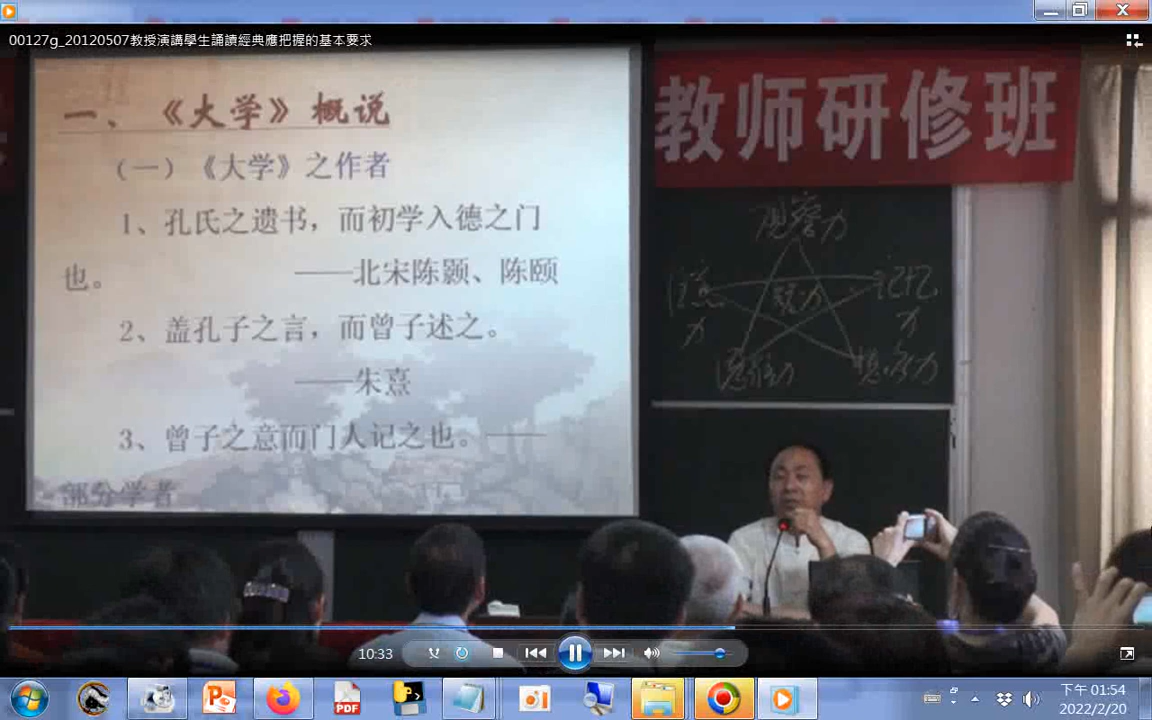 00127g_20120507教授演講學生誦讀經典應把握的基本要求
一、《大学》概说
（一）《大学》之作者
1、孔氏之遗书，而初学入德之门
也。 ——北宋陈颢、陈颐
2、盖孔子之言，而曾子述之。
——朱熹
3、曾子之意而门人记之也。——
部分学者
教师研修班
观察力
注意力
记忆力
想象力
10:33
PDF
下午 01:54
2022/2/20